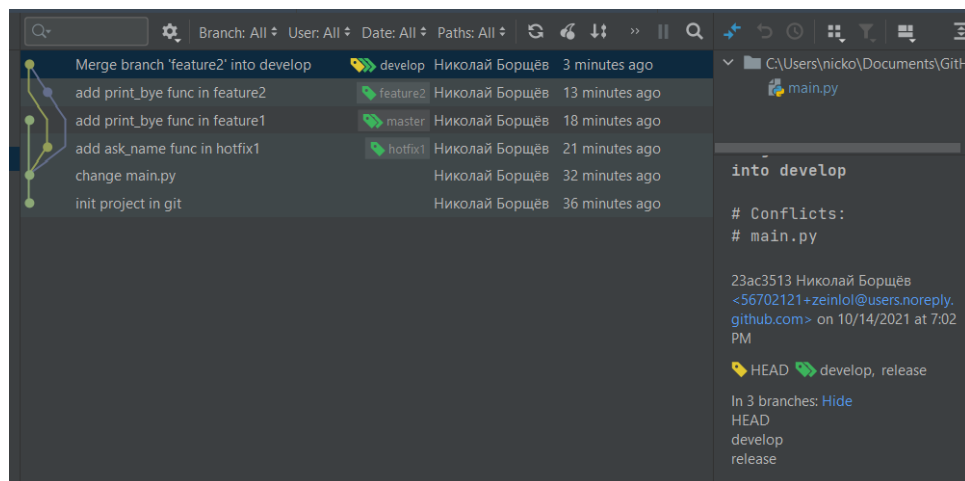 Branch: All User: All Date: All Paths: All
Merge branch 'feature2' into develop develop Николай Борщёв 3 minutes ago
add print_bye func in feature2 feature2 Николай Борщёв 13 minutes ago
add print_bye func in feature1 master Николай Борщёв 18 minutes ago
add ask_name func in hotfix1 hotfix1 Николай Борщёв 21 minutes ago
change main.py Николай Борщёв 32 minutes ago
init project in git Николай Борщёв 36 minutes ago
C:\Users\nicko\Documents\GitH
main.py
into develop
# Conflicts:
# main.py
23ac3513 Николай Борщёв
<56702121+zeinlol@users.noreply.
github.com> on 10/14/2021 at 7:02
PM
HEAD develop, release
In 3 branches: Hide
HEAD
develop
release